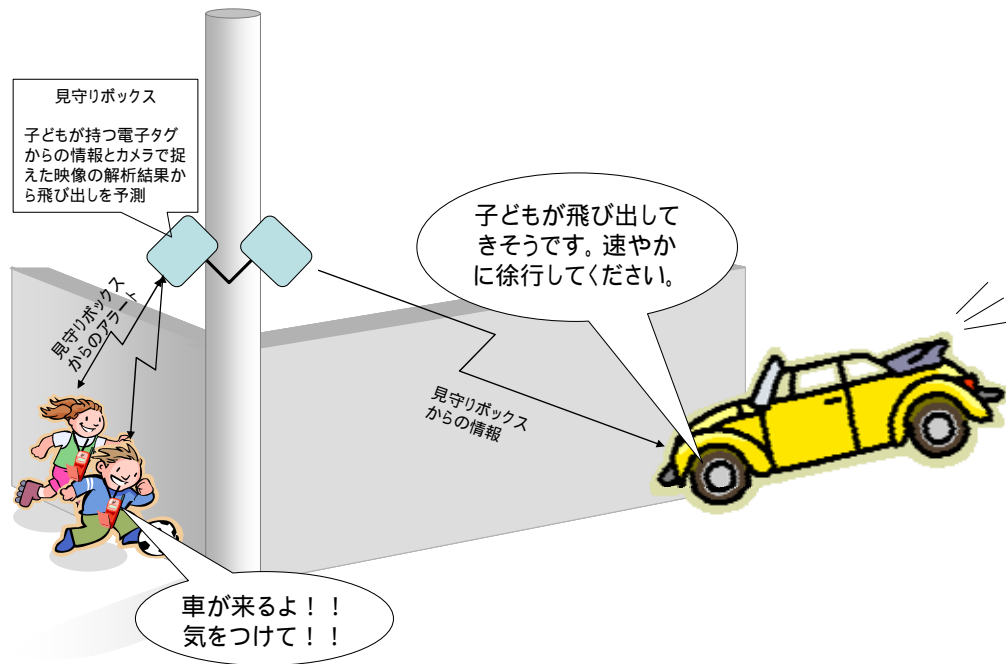 見守りボックス
子どもが持つ電子タグ
からの情報とカメラで捉
えた映像の解析結果か
ら飛び出しを予測
子どもが飛び出して
きそうです。速やか
に徐行してください。
見守りボックス
からのアラート
見守りボックス
からの情報
車が来るよ！！
気をつけて！！